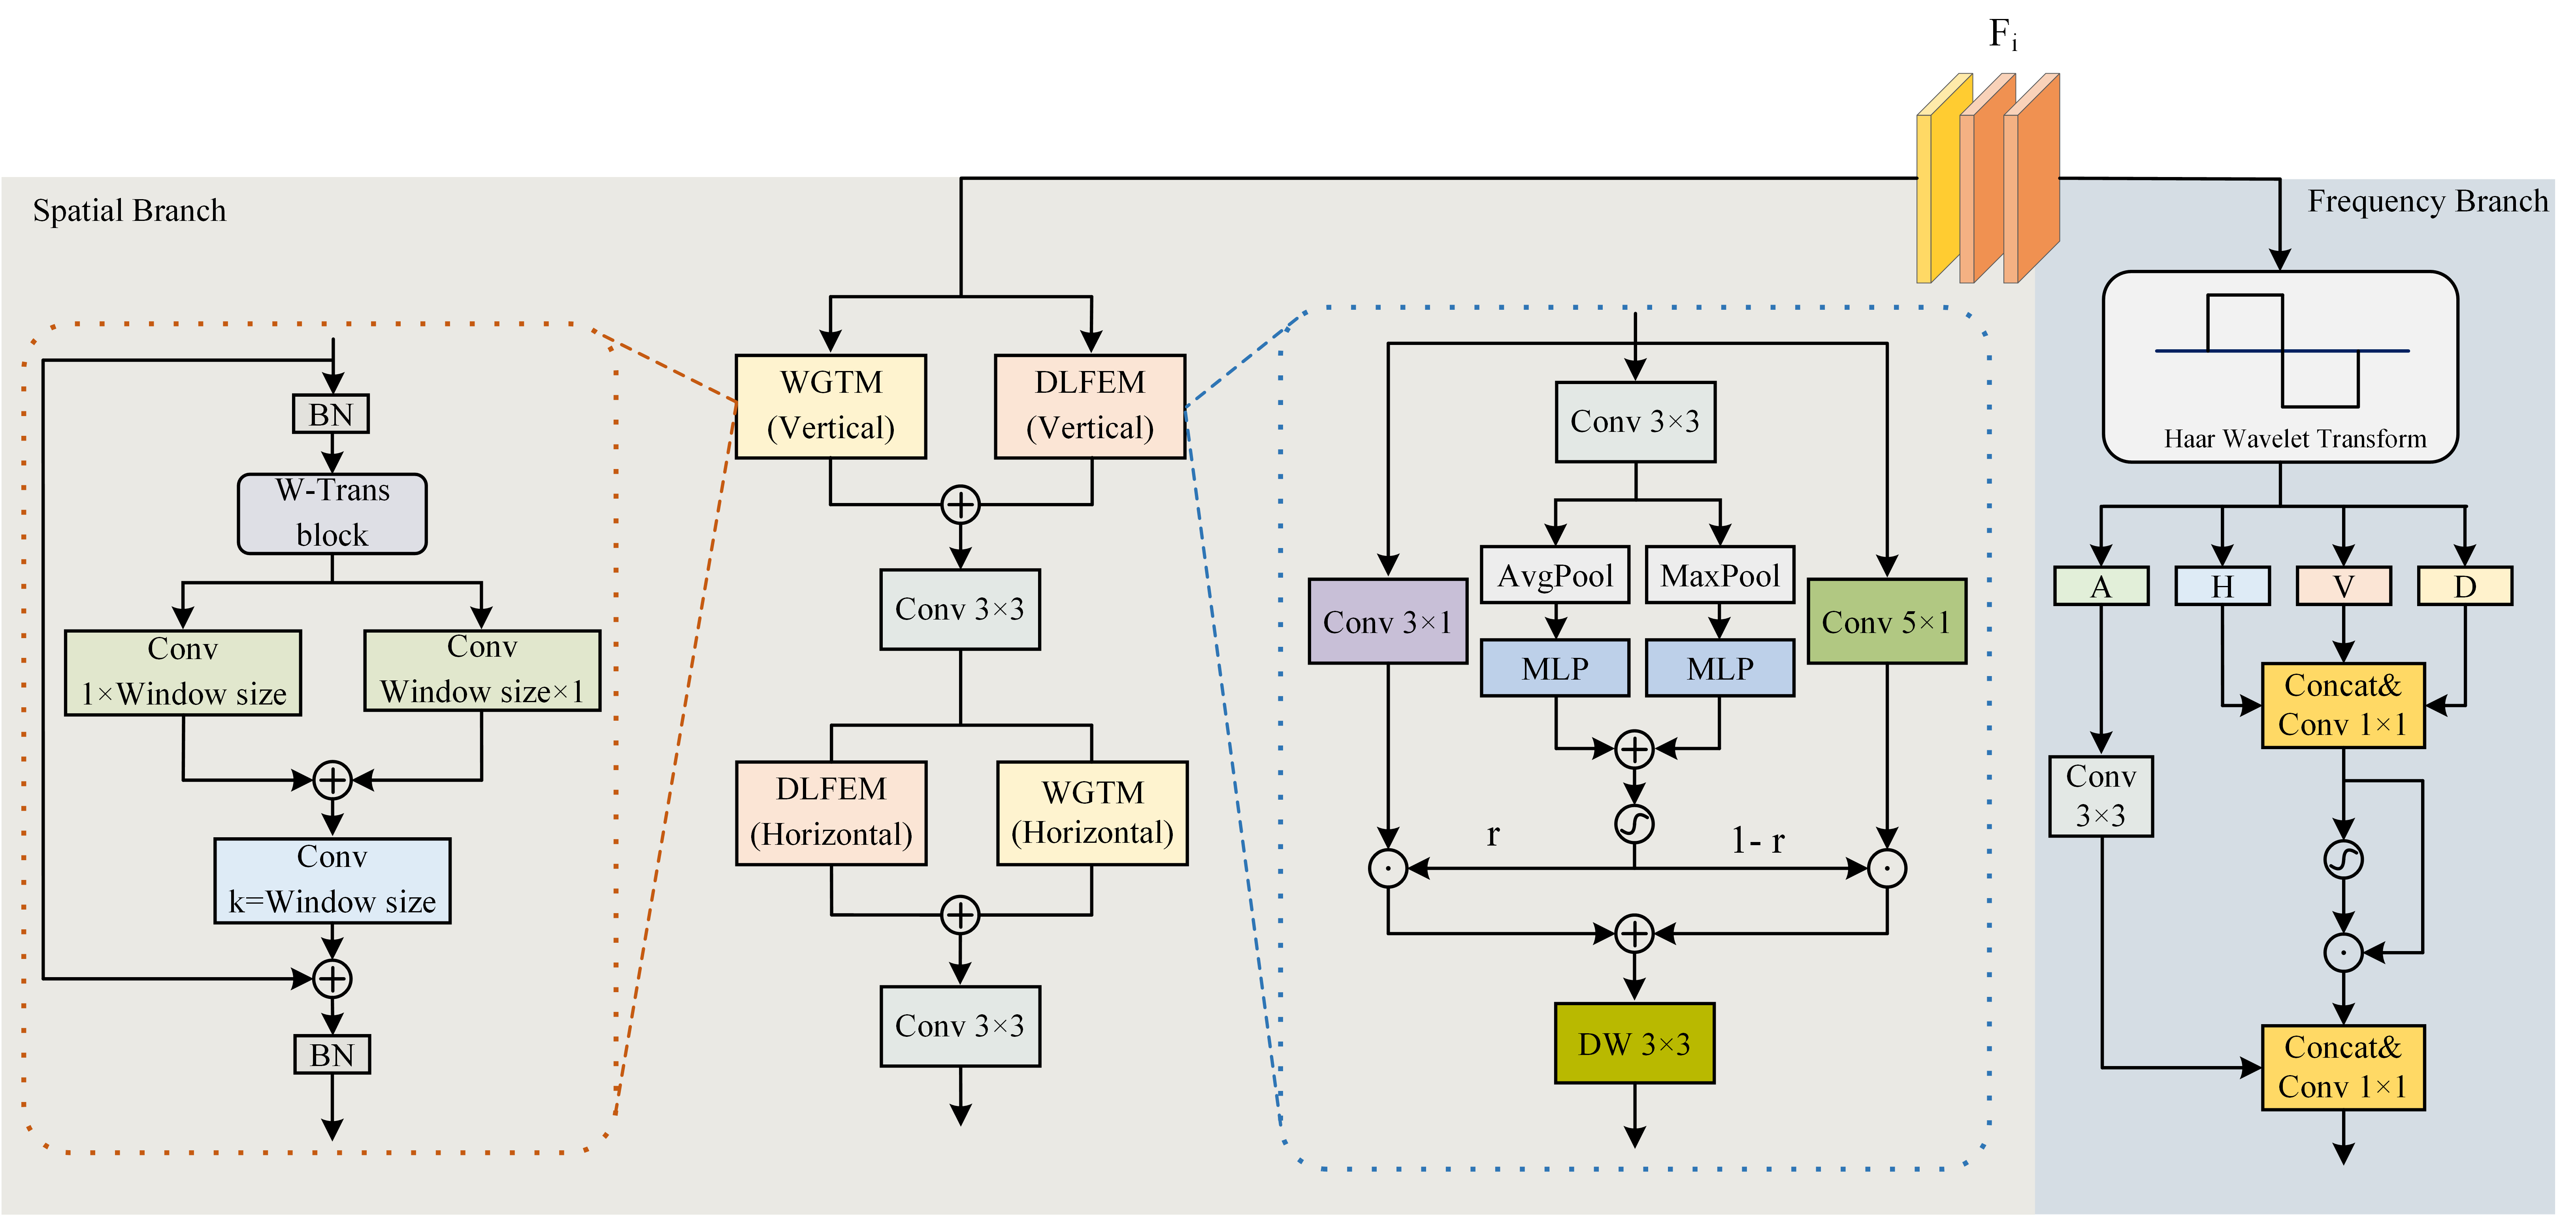 F_i
Spatial Branch
Frequency Branch
BN
W-Trans
block
Conv
1×Window size
Conv
Window size×1
Conv
k=Window size
BN
WGTM
(Vertical)
DLFEM
(Vertical)
Conv 3×3
DLFEM
(Horizontal)
WGTM
(Horizontal)
Conv 3×3
Conv 3×3
AvgPool
MaxPool
Conv 3×1
MLP
MLP
Conv 5×1
r
1- r
DW 3×3
Haar Wavelet Transform
A
H
V
D
Concat&
Conv 1×1
Conv
3×3
Concat&
Conv 1×1